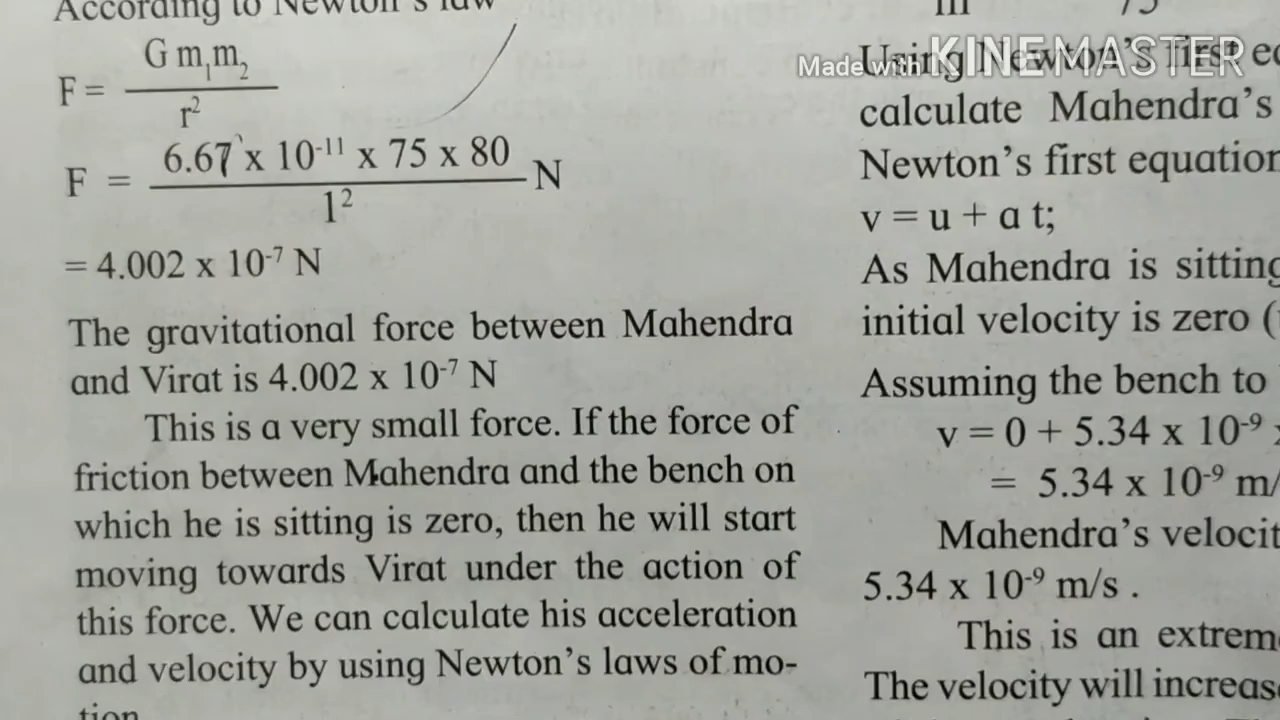 According to Newton's law
F = G m₁m₂ / r²
F = 6.67 x 10⁻¹¹ x 75 x 80 / 1² N
= 4.002 x 10⁻⁷ N
The gravitational force between Mahendra
and Virat is 4.002 x 10⁻⁷ N
This is a very small force. If the force of
friction between Mahendra and the bench on
which he is sitting is zero, then he will start
moving towards Virat under the action of
this force. We can calculate his acceleration
and velocity by using Newton's laws of mo-
tion
m 75
Made with KINEMASTER
Using Newton's first
calculate Mahendra's
Newton's first equation
v = u + a t;
As Mahendra is sitting
initial velocity is zero (
Assuming the bench to
v = 0 + 5.34 x 10⁻⁹ x
= 5.34 x 10⁻⁹ m/
Mahendra's velocit
5.34 x 10⁻⁹ m/s .
This is an extrem
The velocity will increas